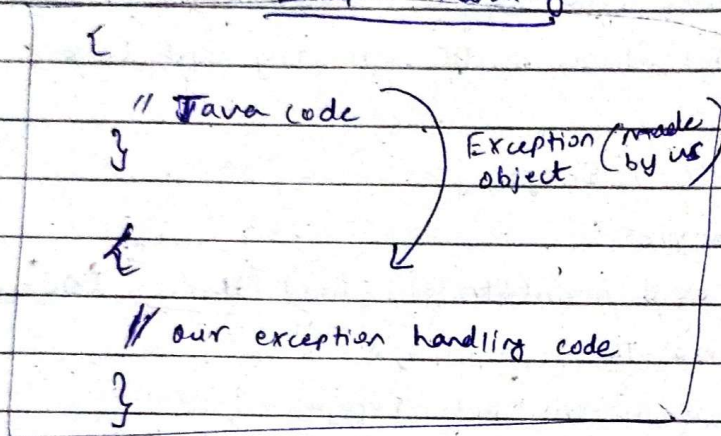 {
// Java code
}
Exception (made
object by us)
{
// our exception handling code
}